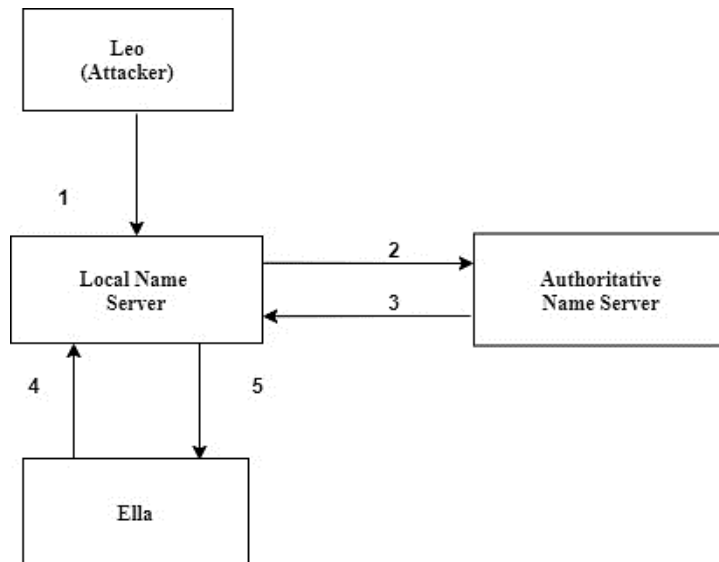 Leo
(Attacker)
1
Local Name
Server
2
3
Authoritative
Name Server
4
5
Ella